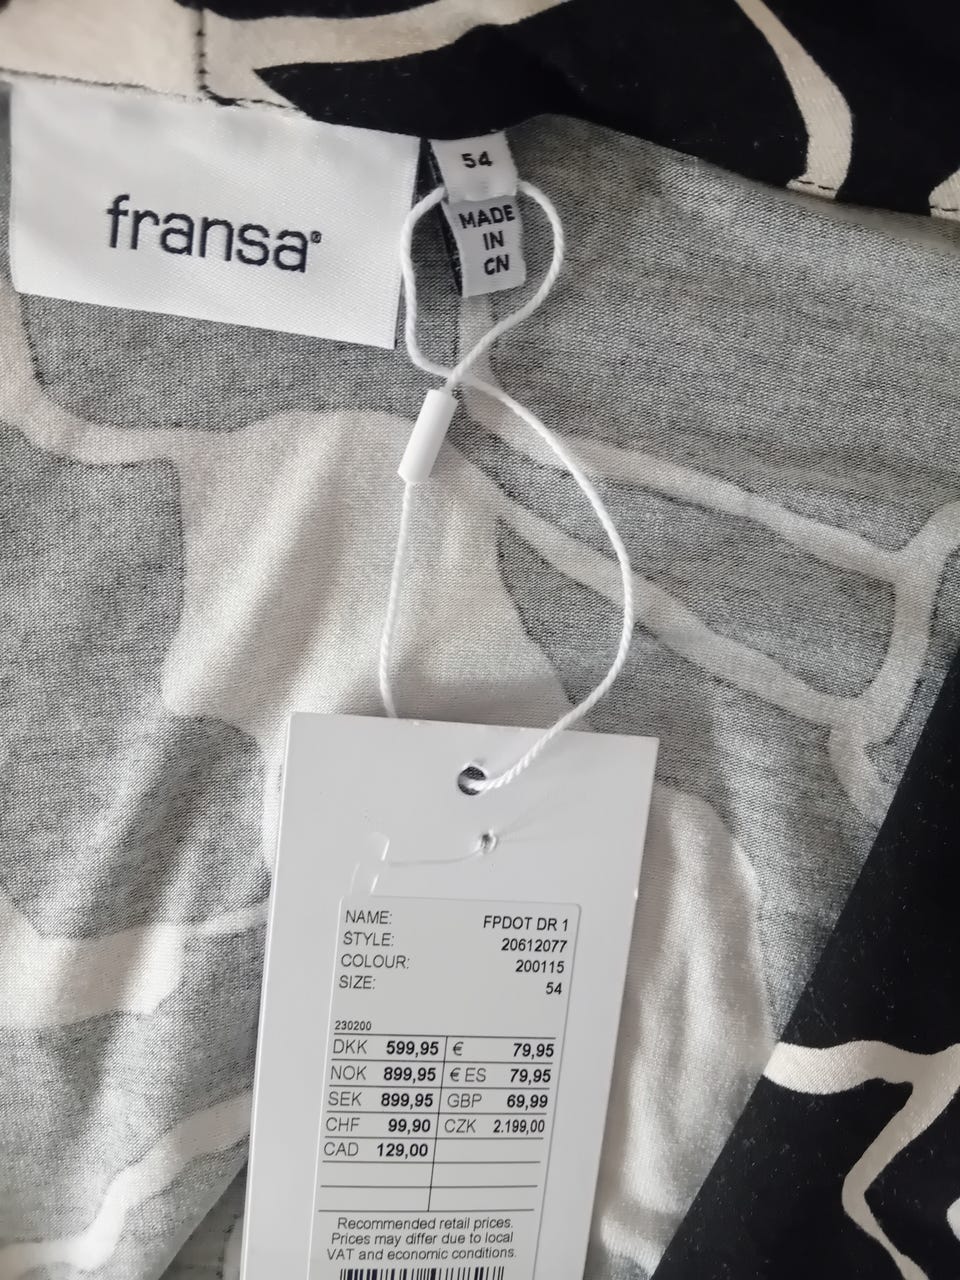 fransa®
54
MADE
IN
CN
NAME: FPDOT DR 1
STYLE: 20612077
COLOUR: 200115
SIZE: 54
230200
DKK 599,95 € 79,95
NOK 899,95 € ES 79,95
SEK 899,95 GBP 69,99
CHF 99,90 CZK 2.199,00
CAD 129,00
Recommended retail prices.
Prices may differ due to local
VAT and economic conditions.